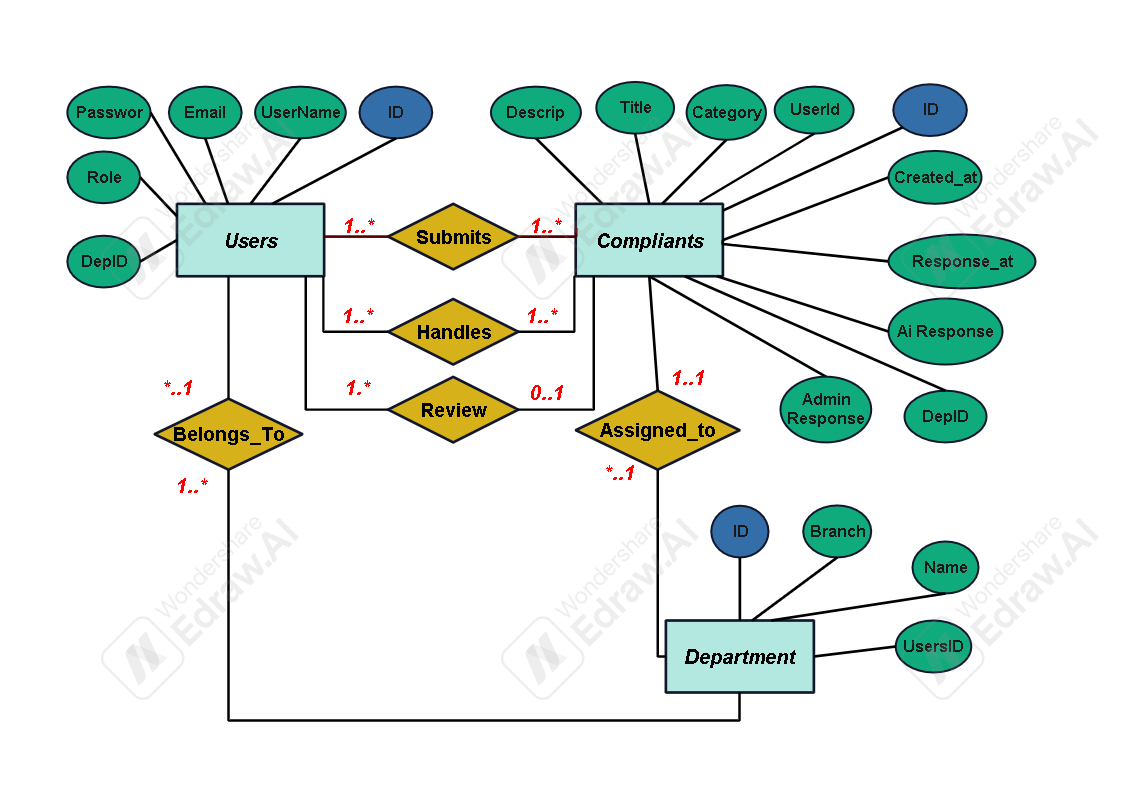 Passwor
Email
UserName
ID
Descrip
Title
Category
UserId
ID
Role
Created_at
DepID
Users
1..*
Submits
1..*
Compliants
Response_at
1..*
Handles
1..*
Ai Response
*..1
1.*
Review
0..1
1..1
Admin
Response
DepID
Belongs_To
Assigned_to
1..*
*..1
ID
Branch
Name
Department
UsersID
Wondershare
Edraw.AI
Wondershare
Edraw.AI
Wondershare
Edraw.AI
Wondershare
Edraw.AI
Wondershare
Edraw.AI
Wondershare
Edraw.AI